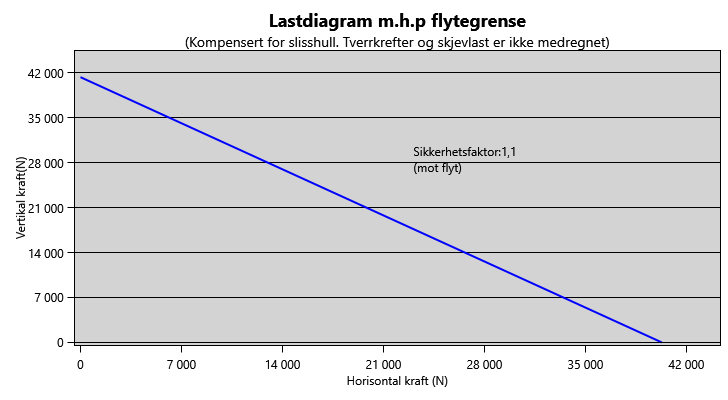 Lastdiagram m.h.p flytegrense
(Kompensert for slisshull. Tverrkrefter og skjevlast er ikke medregnet)
42 000
35 000
28 000
21 000
14 000
7 000
0
Vertikal kraft(N)
Sikkerhetsfaktor:1,1
(mot flyt)
0 7 000 14 000 21 000 28 000 35 000 42 000
Horisontal kraft (N)